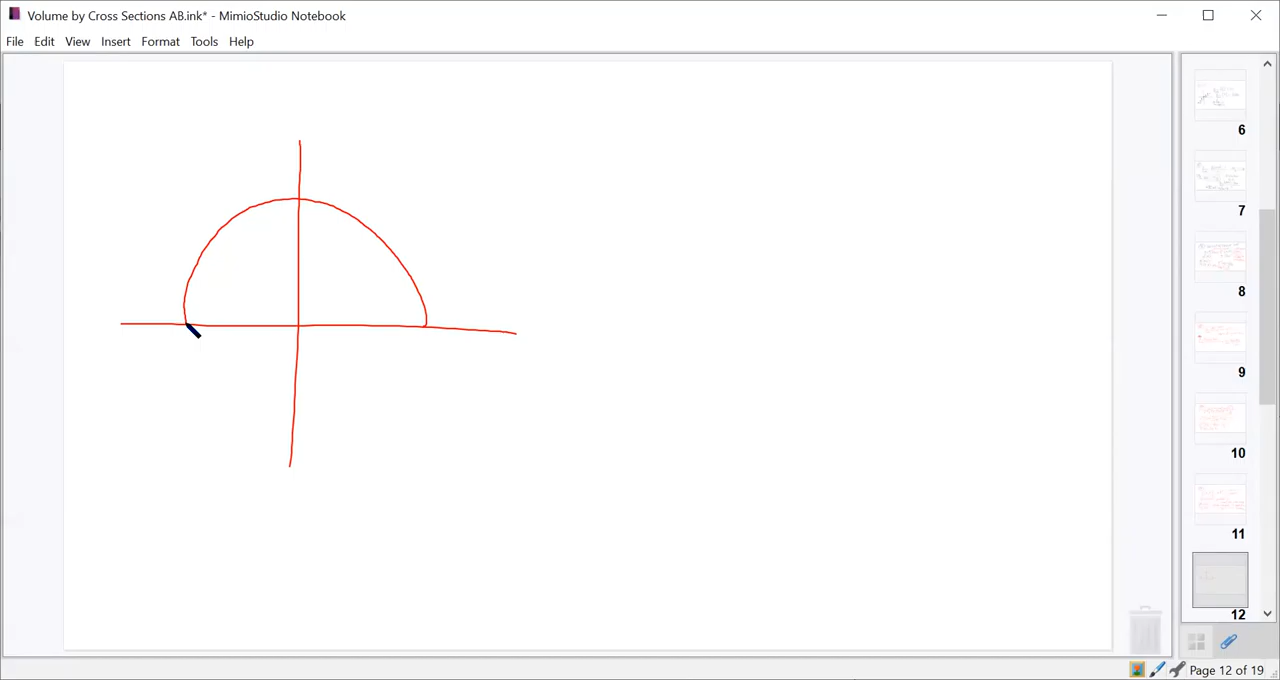 Volume by Cross Sections AB.ink* - MimioStudio Notebook
File Edit View Insert Format Tools Help
6
7
8
9
10
11
12
Page 12 of 19